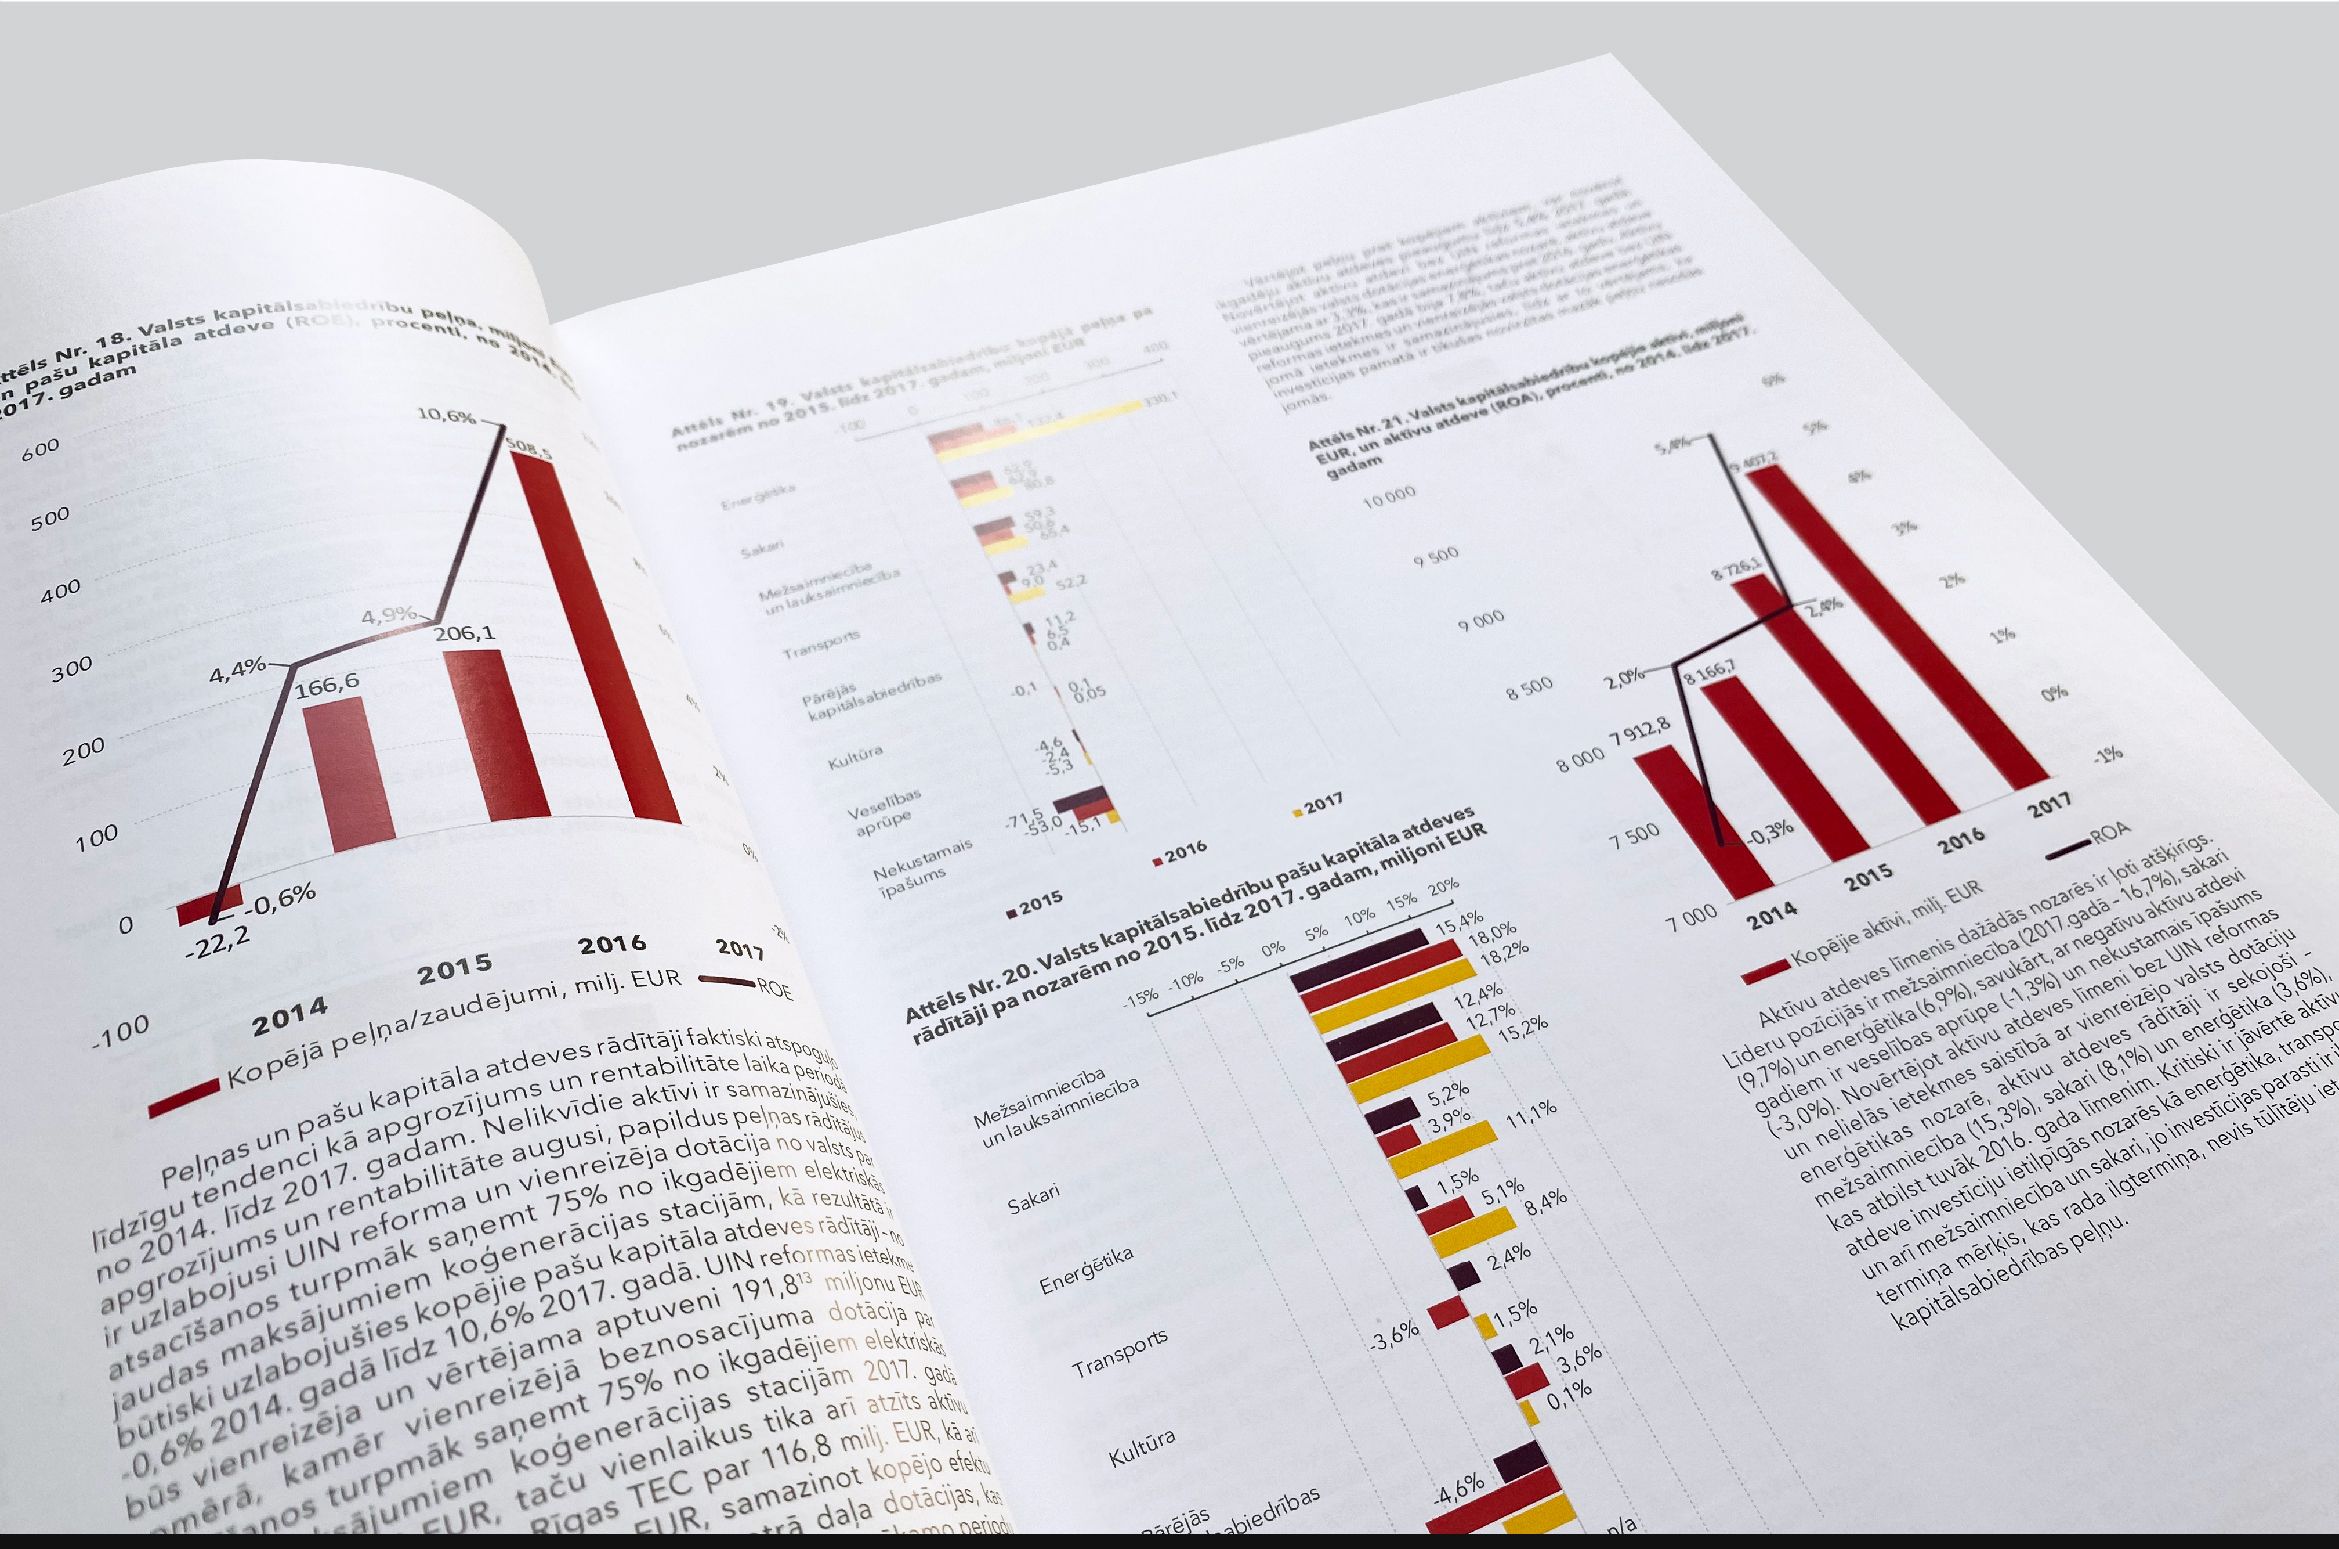 Attēls Nr. 18. Valsts kapitālsabiedrību peļņa, miljoni
un pašu kapitāla atdeve (ROE), procenti, no 2014.
2017. gadam
600
500
400
300
200
100
0
-100
10,6%
508,5
4,9%
206,1
4,4%
166,6
-0,6%
-22,2
-2%
2014
2015
2016
2017
Kopējā peļņa/zaudējumi, milj. EUR
ROE
Peļņas un pašu kapitāla atdeves rādītāji faktiski atspoguļo
līdzīgu tendenci kā apgrozījums un rentabilitāte laika periodā
no 2014. līdz 2017. gadam. Nelikvīdie aktīvi ir samazinājušies,
apgrozījums un rentabilitāte augusi, papildus peļņas rādītājus
ir uzlabojusi UIN reforma un vienreizēja dotācija no valsts par
atsacīšanos turpmāk saņemt 75% no ikgadējiem elektriskās
jaudas maksājumiem koģenerācijas stacijām, kā rezultātā ir
būtiski uzlabojušies kopējie pašu kapitāla atdeves rādītāji - no
-0,6% 2014. gadā līdz 10,6% 2017. gadā. UIN reformas ietekme
būs vienreizēja un vērtējama aptuveni 191,8¹³ miljonu EUR
apmērā, kamēr vienreizējā beznosacījuma dotācija par
turpmāk saņemt 75% no ikgadējiem elektriskās
koģenerācijas stacijām 2017. gadā
EUR, taču vienlaikus tika arī atzīts aktīvu
Rīgas TEC par 116,8 milj. EUR, kā arī
EUR, samazinot kopējo efektu
daļa dotācijas, kas
Attēls Nr. 19. Valsts kapitālsabiedrību kopējā peļņa pa
nozarēm no 2015. līdz 2017. gadam, miljoni EUR
-100 0 100 200 300 400
Enerģētika
137,4
330,1
Sakari
80,8
Mežsaimniecība
un lauksaimniecība
59,3
50,6
65,4
Transports
23,4
9,0
52,2
Pārējās
kapitālsabiedrības
11,2
6,5
0,4
Kultūra
-0,1
0,1
0,05
Veselības
aprūpe
-4,6
-2,4
-5,3
Nekustamais
īpašums
-71,5
-53,0
-15,1
2015
2016
2017
Attēls Nr. 20. Valsts kapitālsabiedrību pašu kapitāla atdeves
rādītāji pa nozarēm no 2015. līdz 2017. gadam, miljoni EUR
-15% -10% -5% 0% 5% 10% 15% 20%
Mežsaimniecība
un lauksaimniecība
15,4%
18,0%
18,2%
Sakari
12,4%
12,7%
15,2%
Enerģētika
5,2%
3,9%
11,1%
Transports
1,5%
5,1%
8,4%
Kultūra
2,4%
-3,6%
1,5%
Pārējās
kapitālsabiedrības
2,1%
3,6%
0,1%
-4,6%
n/a
Vērtējot peļņu pret kopējiem aktīviem, var novērot
ikgadēju aktīvu atdeves pieaugumu līdz 5,4% 2017. gadā.
Novērtējot aktīvu atdevi bez UIN reformas ietekmes un
vienreizējās valsts dotācijas enerģētikas nozarē, aktīvu atdeve
vērtējama ar 3,3%, kas ir samazinājums pret 2016. gadu. Aktīvu
pieaugums 2017. gadā bija 7,8%, taču aktīvu atdeve bez UIN
reformas ietekmes un vienreizējās valsts dotācijas enerģētikas
jomā ietekmes ir samazinājusies, līdz ar to vērtējams, ka
investīcijas pamatā ir tikušas novirzītas mazāk peļņu nesošās
jomās.
Attēls Nr. 21. Valsts kapitālsabiedrību kopējie aktīvi, miljoni
EUR, un aktīvu atdeve (ROA), procenti, no 2014. līdz 2017.
gadam
10 000
9 500
9 000
8 500
8 000
7 500
7 000
6%
5%
4%
3%
2%
1%
0%
-1%
5,4%
9 407,2
8 726,1
2,4%
2,0%
8 166,7
7 912,8
-0,3%
2014
2015
2016
2017
Kopējie aktīvi, milj. EUR
ROA
Aktīvu atdeves līmenis dažādās nozarēs ir ļoti atšķirīgs.
Līderu pozīcijās ir mežsaimniecība (2017.gadā - 16,7%), sakari
(9,7%) un enerģētika (6,9%), savukārt, ar negatīvu aktīvu atdevi
gadiem ir veselības aprūpe (-1,3%) un nekustamais īpašums
(-3,0%). Novērtējot aktīvu atdeves līmeni bez UIN reformas
un nelielās ietekmes saistībā ar vienreizējo valsts dotāciju
enerģētikas nozarē, aktīvu atdeves rādītāji ir sekojoši –
mežsaimniecība (15,3%), sakari (8,1%) un enerģētika (3,6%),
kas atbilst tuvāk 2016. gada līmenim. Kritiski ir jāvērtē aktīvu
atdeve investīciju ietilpīgās nozarēs kā enerģētika, transports
un arī mežsaimniecība un sakari, jo investīcijas parasti ir
termiņa mērķis, kas rada ilgtermiņa, nevis tūlītēju
kapitālsabiedrības peļņu.